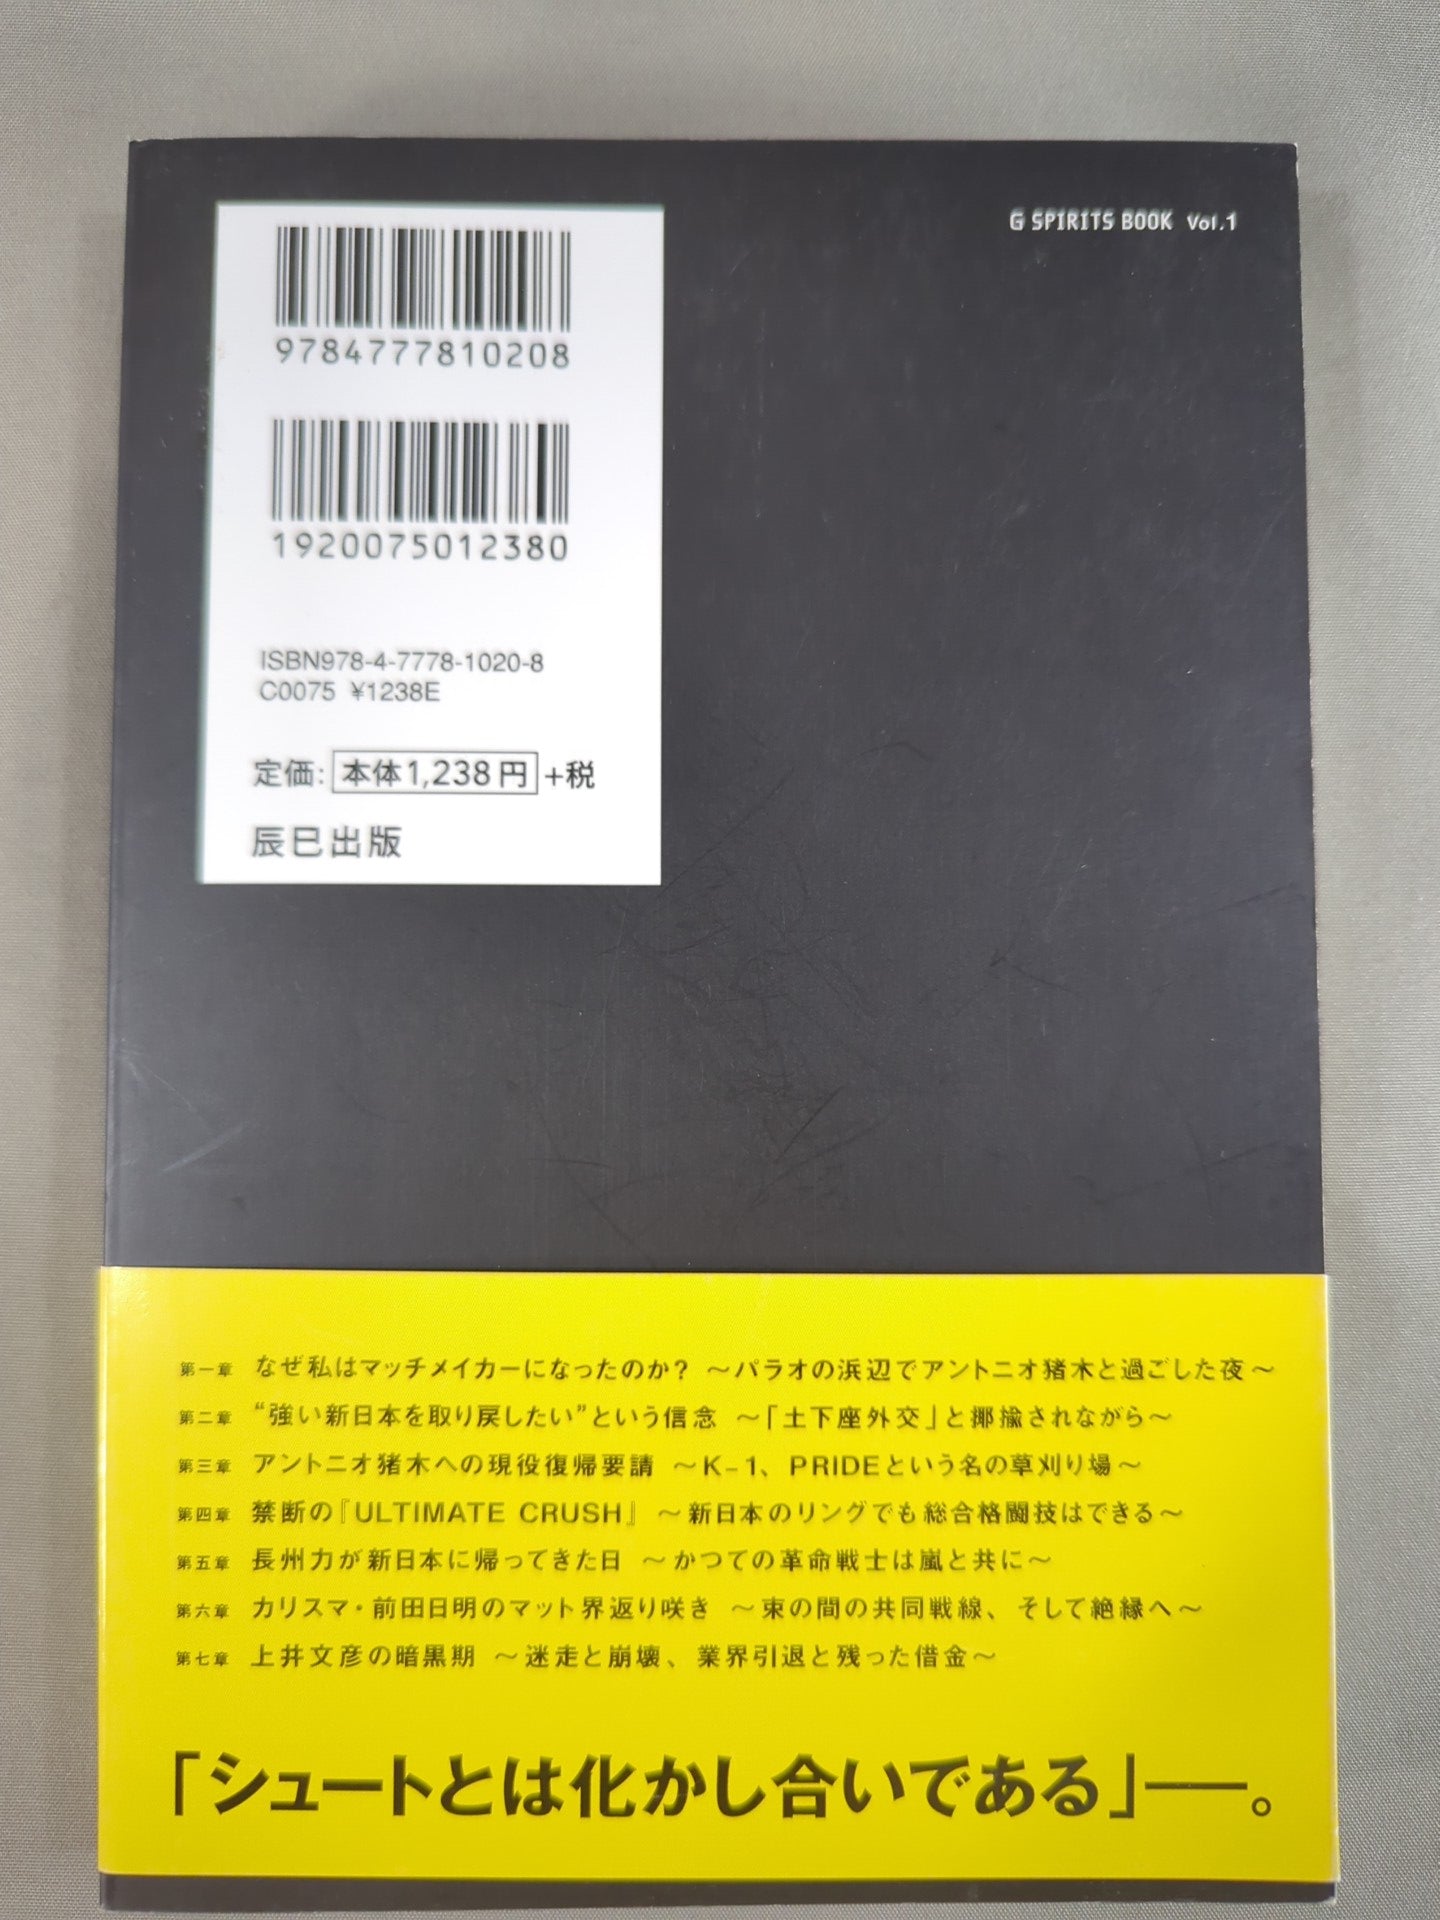 G SPIRITS BOOK Vol.1
9784777810208
1920075012380
ISBN978-4-7778-1020-8
C0075 ¥1238E
定価: 本体1,238円 +税
辰巳出版
第一章 なぜ私はマッチメイカーになったのか? ～パラオの浜辺でアントニオ猪木と過ごした夜～
第二章 “強い新日本を取り戻したい”という信念 ～「土下座外交」と揶揄されながら～
第三章 アントニオ猪木への現役復帰要請 ～K-1、PRIDEという名の草刈り場～
第四章 禁断の『ULTIMATE CRUSH』 ～新日本のリングでも総合格闘技はできる～
第五章 長州力が新日本に帰ってきた日 ～かつての革命戦士は嵐と共に～
第六章 カリスマ・前田日明のマット界返り咲き ～束の間の共同戦線、そして絶縁へ～
第七章 上井文彦の暗黒期 ～迷走と崩壊、業界引退と残った借金～
「シュートとは化かし合いである」──。